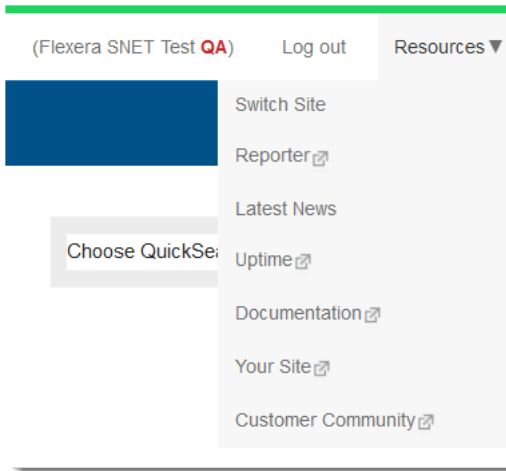 (Flexera SNET Test QA) Log out Resources▼
Switch Site
Reporter
Latest News
Choose QuickSea
Uptime
Documentation
Your Site
Customer Community